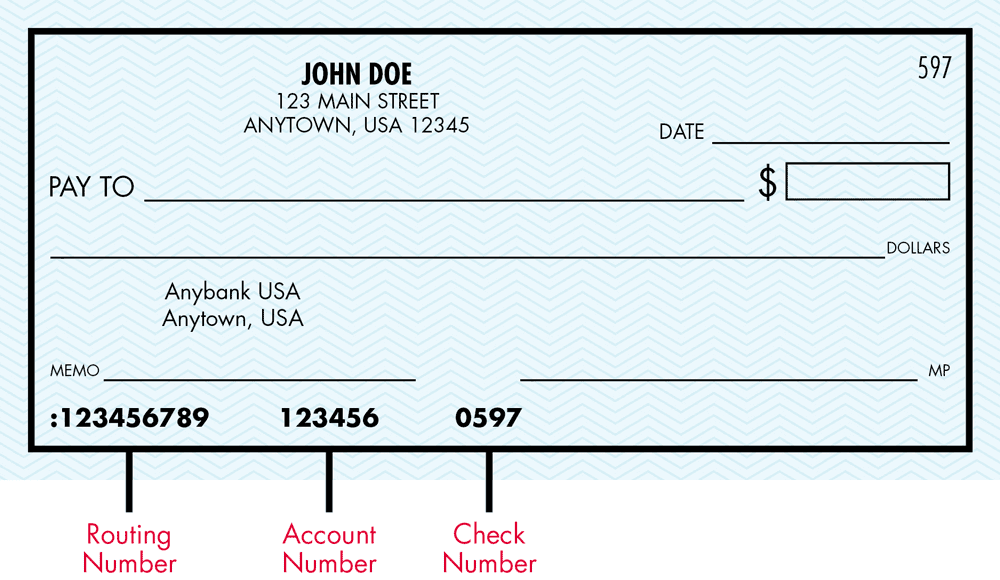 JOHN DOE
123 MAIN STREET
ANYTOWN, USA 12345
597
DATE
PAY TO
$
DOLLARS
Anybank USA
Anytown, USA
MEMO
MP
:123456789 123456 0597
Routing Number
Account Number
Check Number